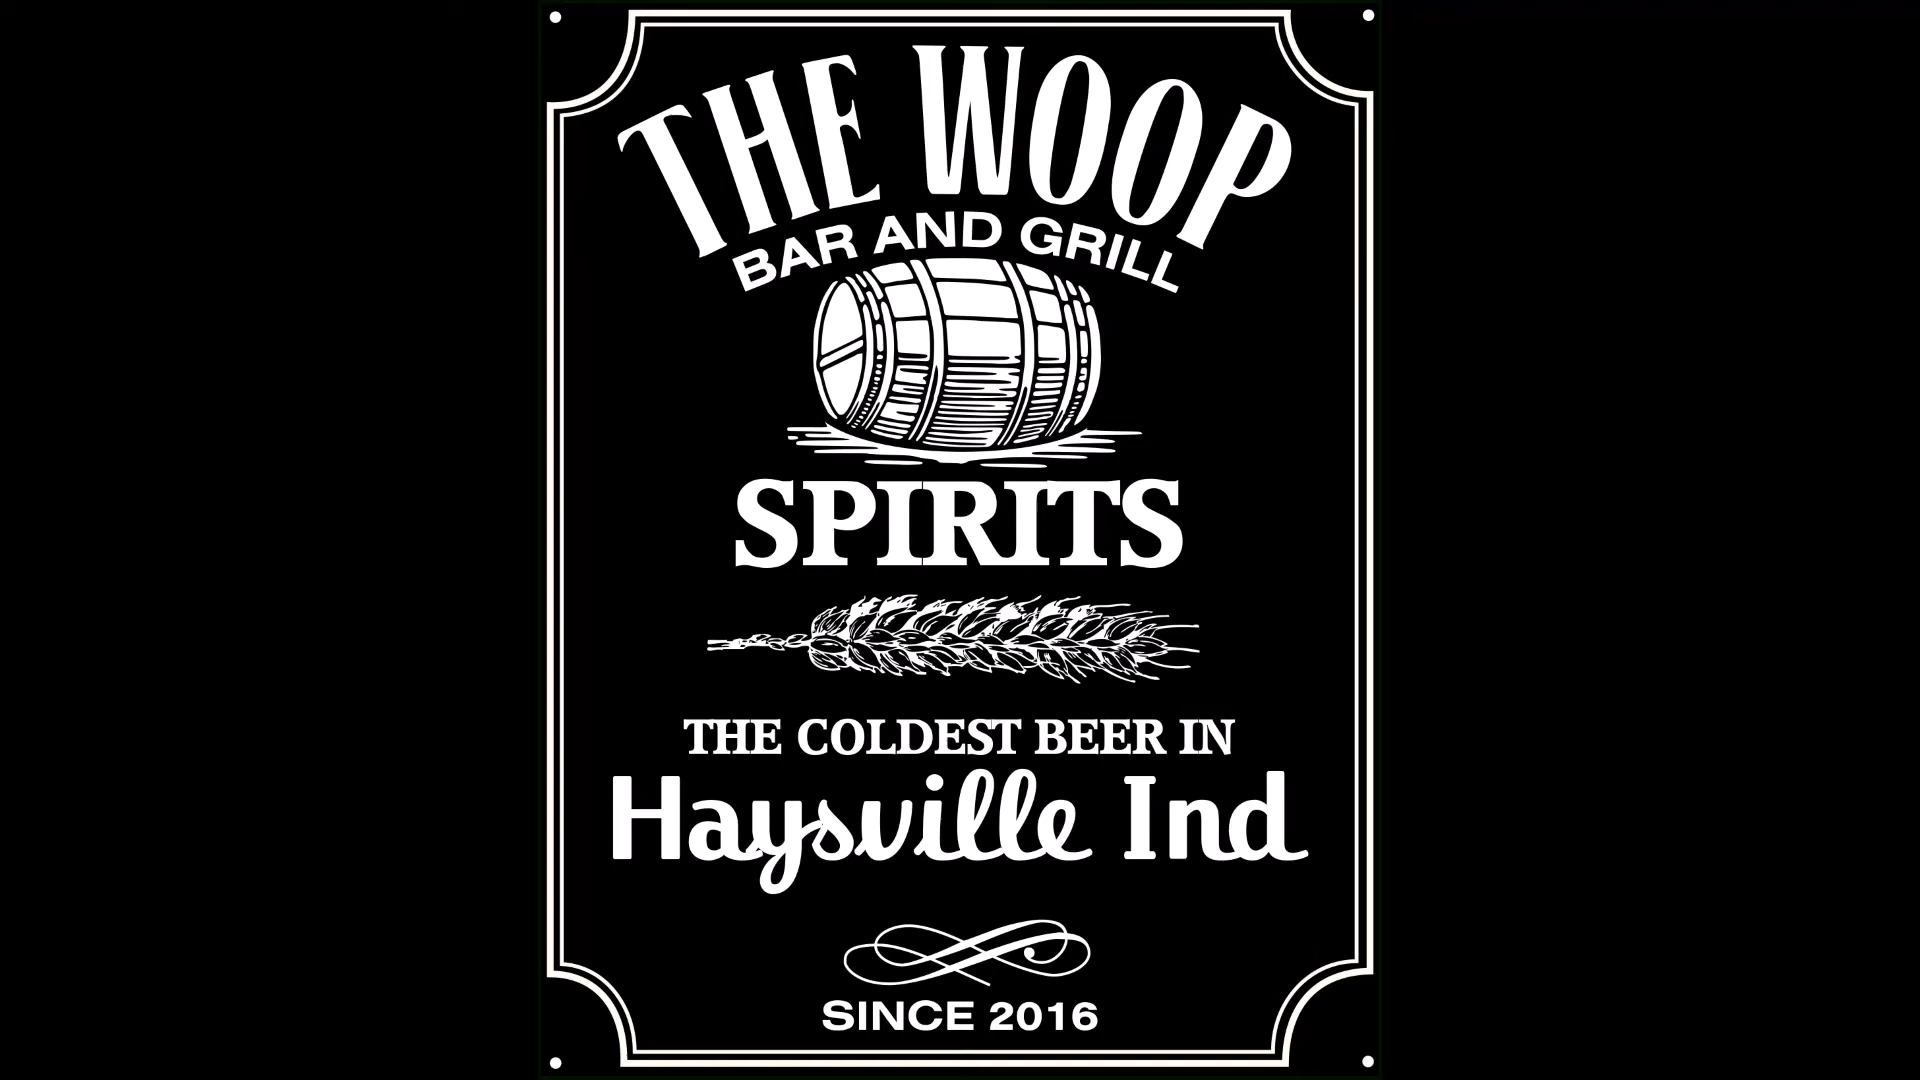 THE WOOP
BAR AND GRILL
SPIRITS
THE COLDEST BEER IN
Haysville Ind
SINCE 2016